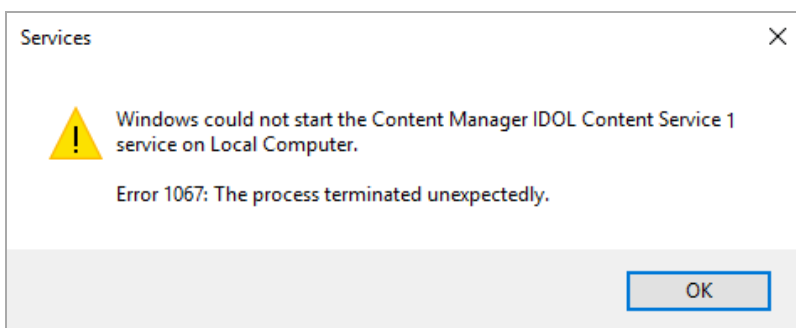 Services
Windows could not start the Content Manager IDOL Content Service 1
service on Local Computer.
Error 1067: The process terminated unexpectedly.
OK